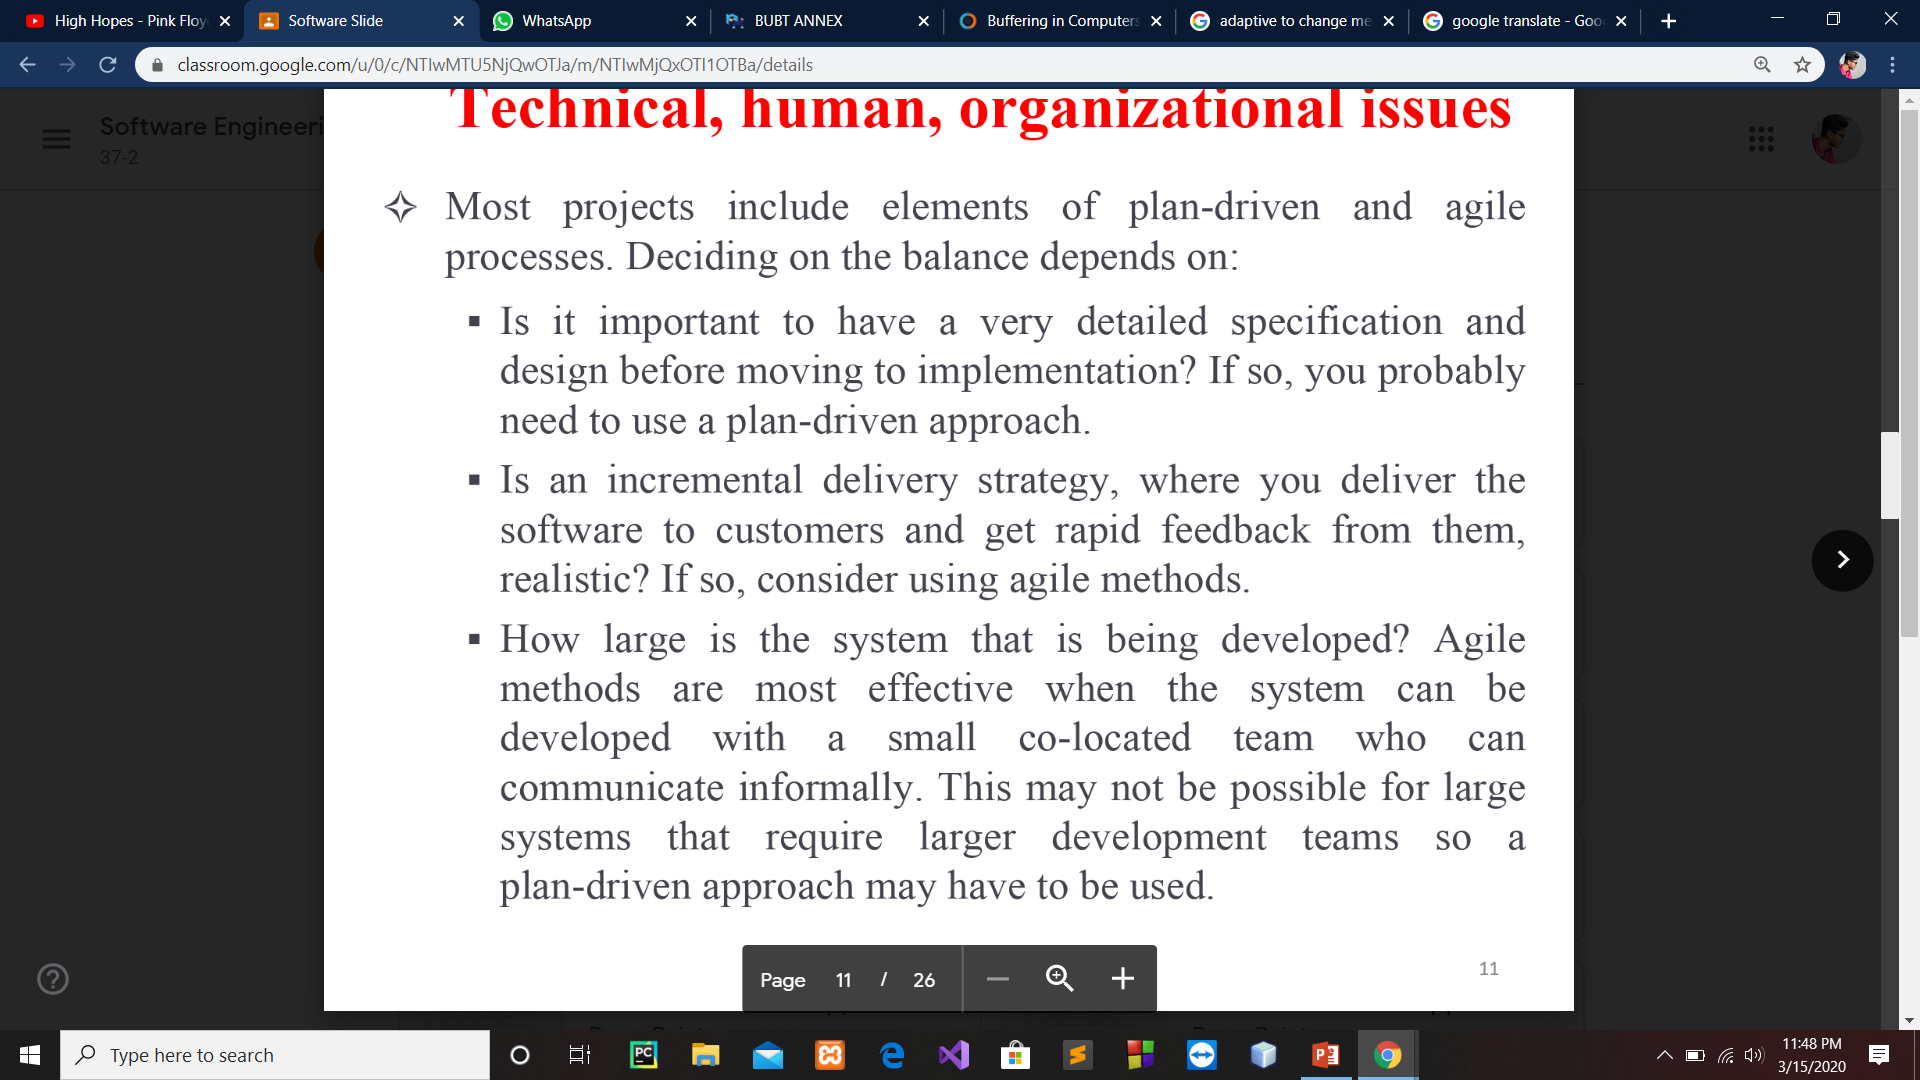 High Hopes - Pink Floy
Software Slide
WhatsApp
BUBT ANNEX
Buffering in Computers
adaptive to change me
google translate - Goo
classroom.google.com/u/0/c/NTIwMTU5NjQwOTJa/m/NTIwMjQxOTI1OTBa/details
Software Engineeri
37-2
Technical, human, organizational issues
Most projects include elements of plan-driven and agile
processes. Deciding on the balance depends on:
▪ Is it important to have a very detailed specification and
design before moving to implementation? If so, you probably
need to use a plan-driven approach.
▪ Is an incremental delivery strategy, where you deliver the
software to customers and get rapid feedback from them,
realistic? If so, consider using agile methods.
▪ How large is the system that is being developed? Agile
methods are most effective when the system can be
developed with a small co-located team who can
communicate informally. This may not be possible for large
systems that require larger development teams so a
plan-driven approach may have to be used.
11
Page 11 / 26
Type here to search
11:48 PM
3/15/2020